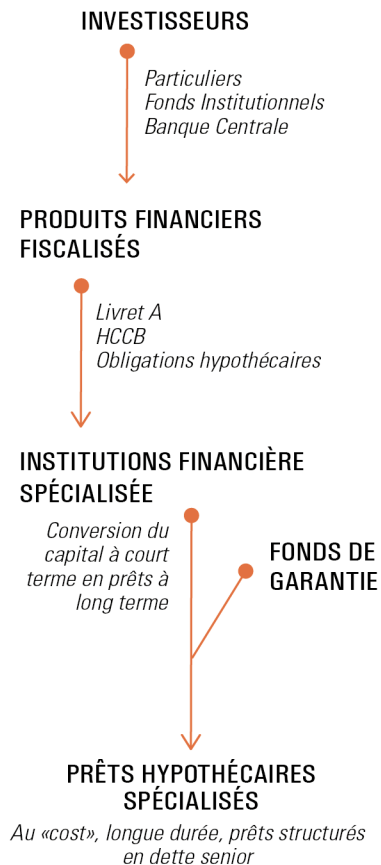 INVESTISSEURS
Particuliers
Fonds Institutionnels
Banque Centrale
PRODUITS FINANCIERS
FISCALISÉS
Livret A
HCCB
Obligations hypothécaires
INSTITUTIONS FINANCIÈRE
SPÉCIALISÉE
Conversion du
capital à court
terme en prêts à
long terme
FONDS DE
GARANTIE
PRÊTS HYPOTHÉCAIRES
SPÉCIALISÉS
Au «cost», longue durée, prêts structurés
en dette senior